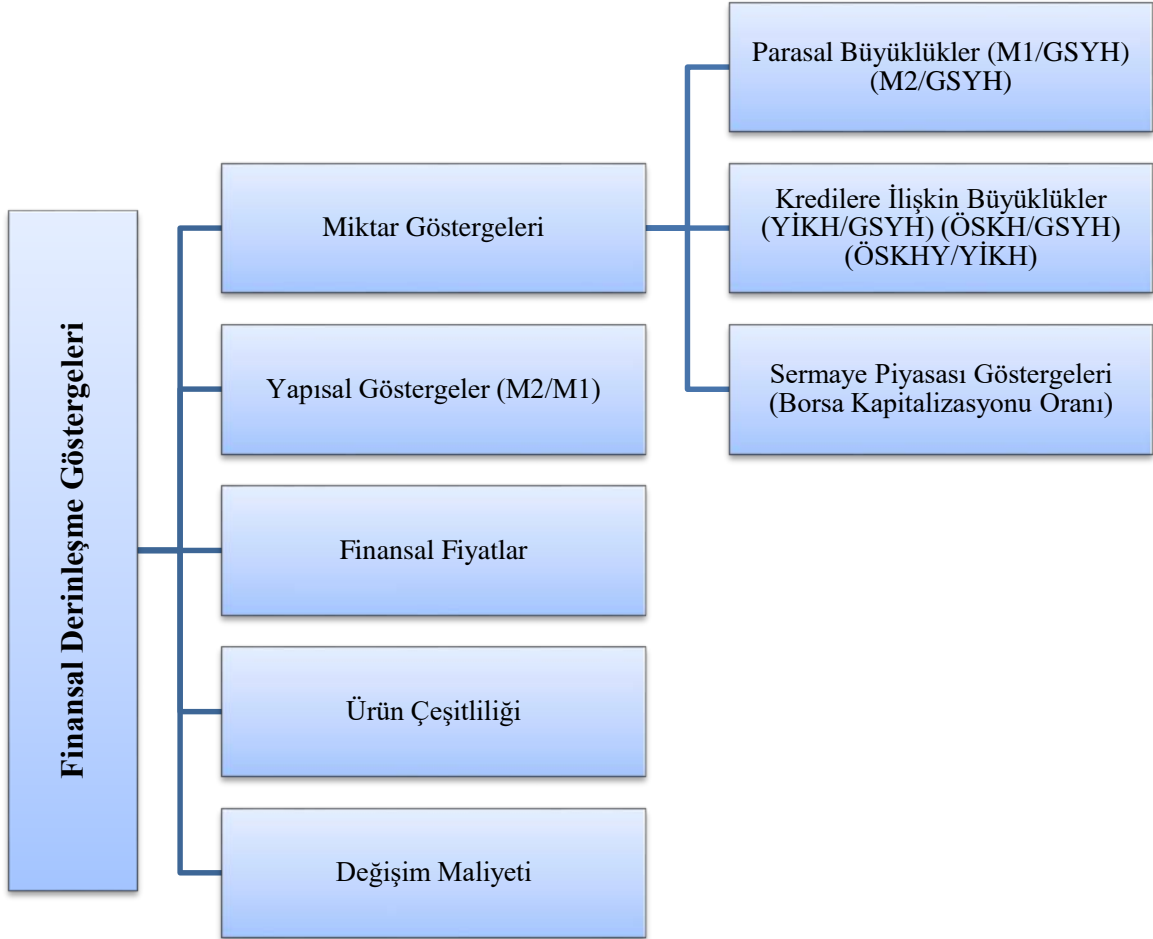 Finansal Derinleşme Göstergeleri
Miktar Göstergeleri
Parasal Büyüklükler (M1/GSYH)
(M2/GSYH)
Kredilere İlişkin Büyüklükler
(YİKH/GSYH) (ÖSKH/GSYH)
(ÖSKHY/YİKH)
Sermaye Piyasası Göstergeleri
(Borsa Kapitalizasyonu Oranı)
Yapısal Göstergeler (M2/M1)
Finansal Fiyatlar
Ürün Çeşitliliği
Değişim Maliyeti